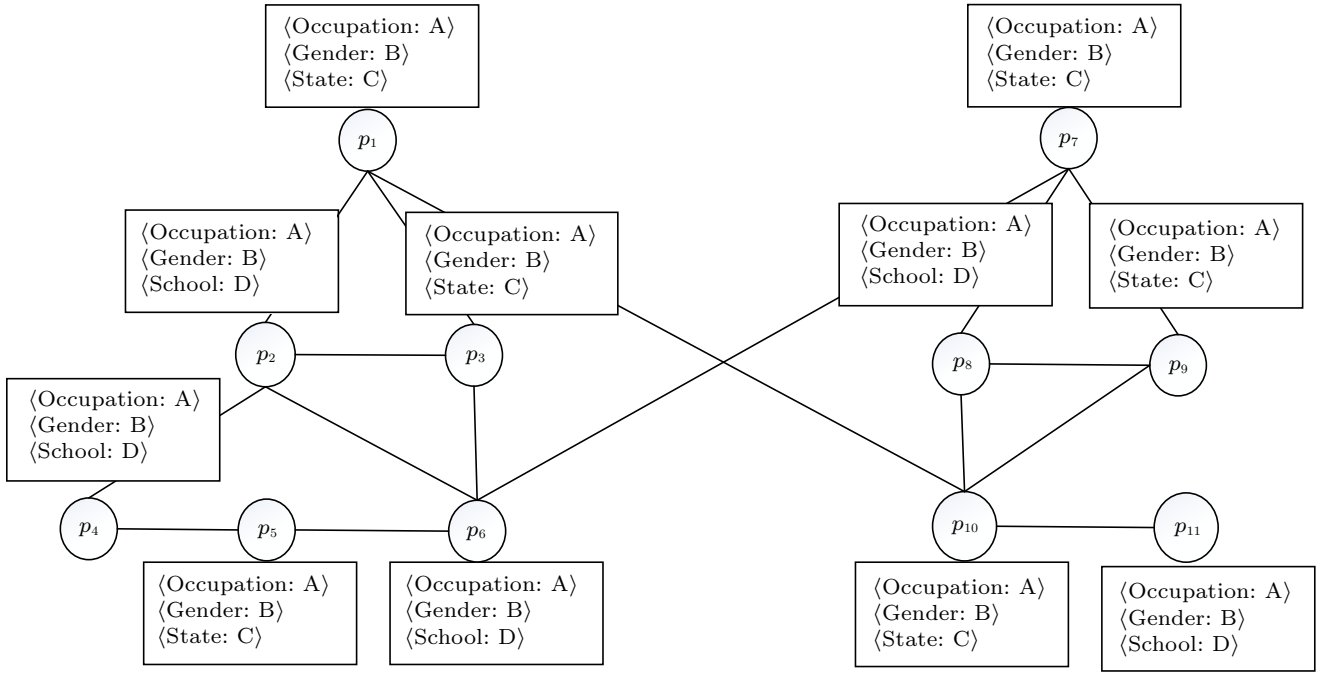 ⟨Occupation: A⟩
⟨Gender: B⟩
⟨State: C⟩
p₁
⟨Occupation: A⟩
⟨Gender: B⟩
⟨State: C⟩
p₇
⟨Occupation: A⟩
⟨Gender: B⟩
⟨School: D⟩
p₂
⟨Occupation: A⟩
⟨Gender: B⟩
⟨State: C⟩
p₃
⟨Occupation: A⟩
⟨Gender: B⟩
⟨School: D⟩
p₈
⟨Occupation: A⟩
⟨Gender: B⟩
⟨State: C⟩
p₉
⟨Occupation: A⟩
⟨Gender: B⟩
⟨School: D⟩
p₄
p₅
⟨Occupation: A⟩
⟨Gender: B⟩
⟨State: C⟩
p₆
⟨Occupation: A⟩
⟨Gender: B⟩
⟨School: D⟩
p₁₀
⟨Occupation: A⟩
⟨Gender: B⟩
⟨State: C⟩
p₁₁
⟨Occupation: A⟩
⟨Gender: B⟩
⟨School: D⟩